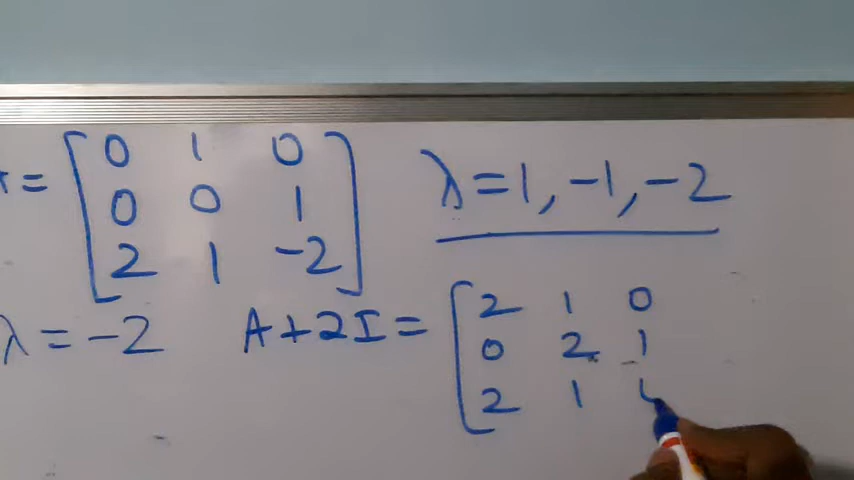 = [ 0 1 0
0 0 1
2 1 -2 ]
λ = 1, -1, -2
λ = -2 A + 2I = [ 2 1 0
0 2 1
2 1